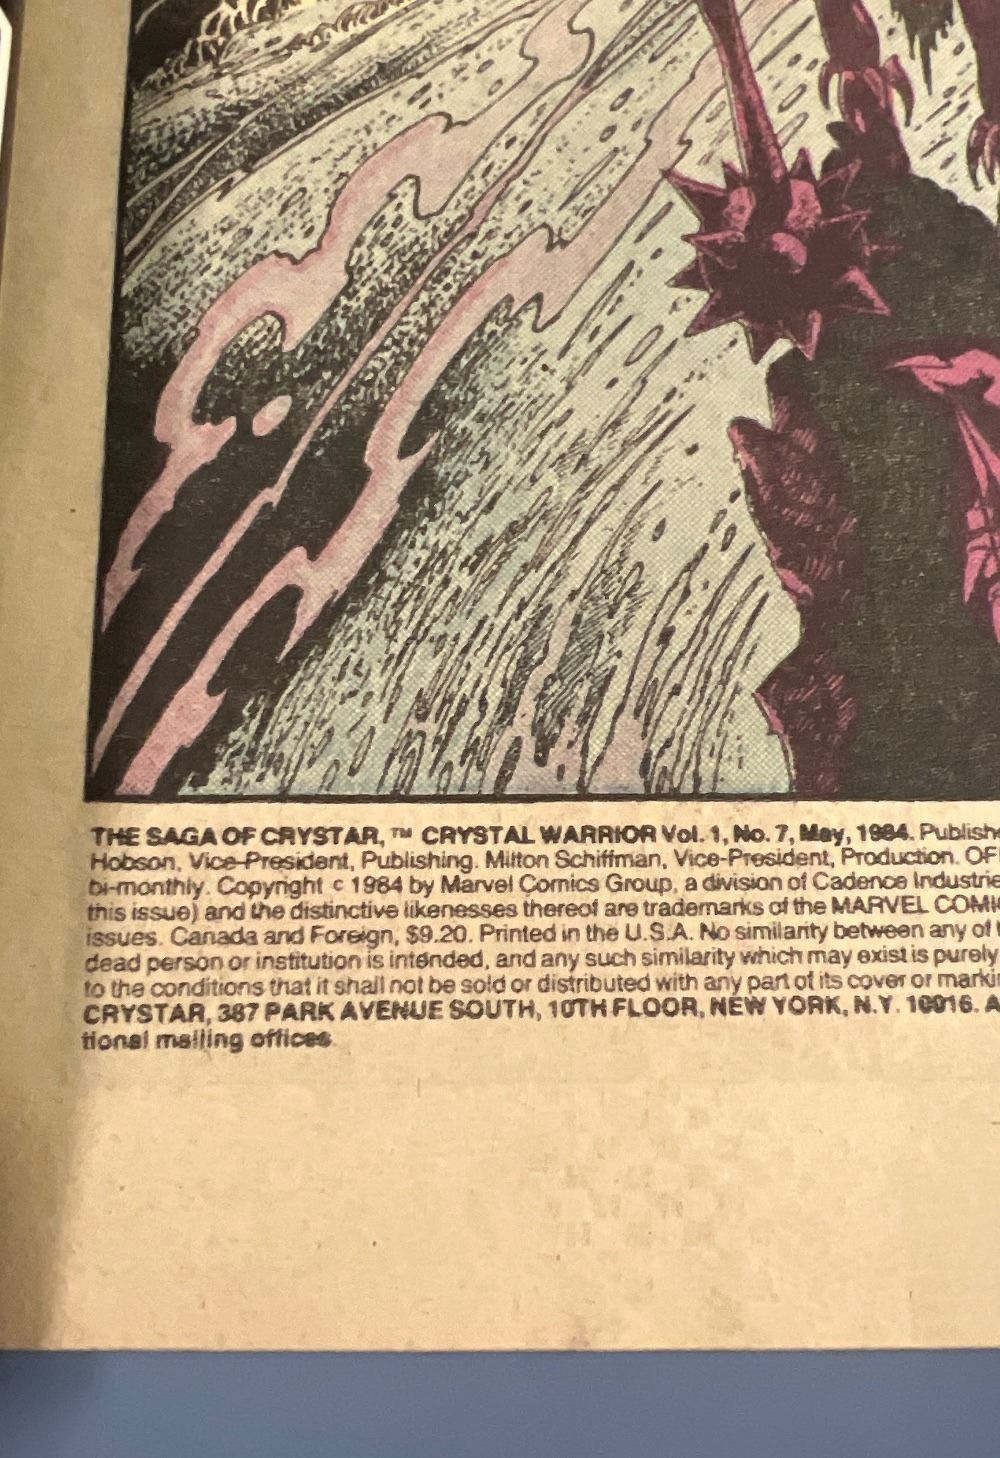 THE SAGA OF CRYSTAR,™ CRYSTAL WARRIOR Vol. 1, No. 7, May, 1984. Publish
Hobson, Vice-President, Publishing. Milton Schiffman, Vice-President, Production. OF
bi-monthly. Copyright c 1984 by Marvel Comics Group, a division of Cadence Industrie
this issue) and the distinctive likenesses thereof are trademarks of the MARVEL COMI
issues. Canada and Foreign, $9.20. Printed in the U.S.A. No similarity between any of
dead person or institution is intended, and any such similarity which may exist is purely
to the conditions that it shall not be sold or distributed with any part of its cover or marki
CRYSTAR, 387 PARK AVENUE SOUTH, 10TH FLOOR, NEW YORK, N.Y. 10016. A
tional mailing offices.